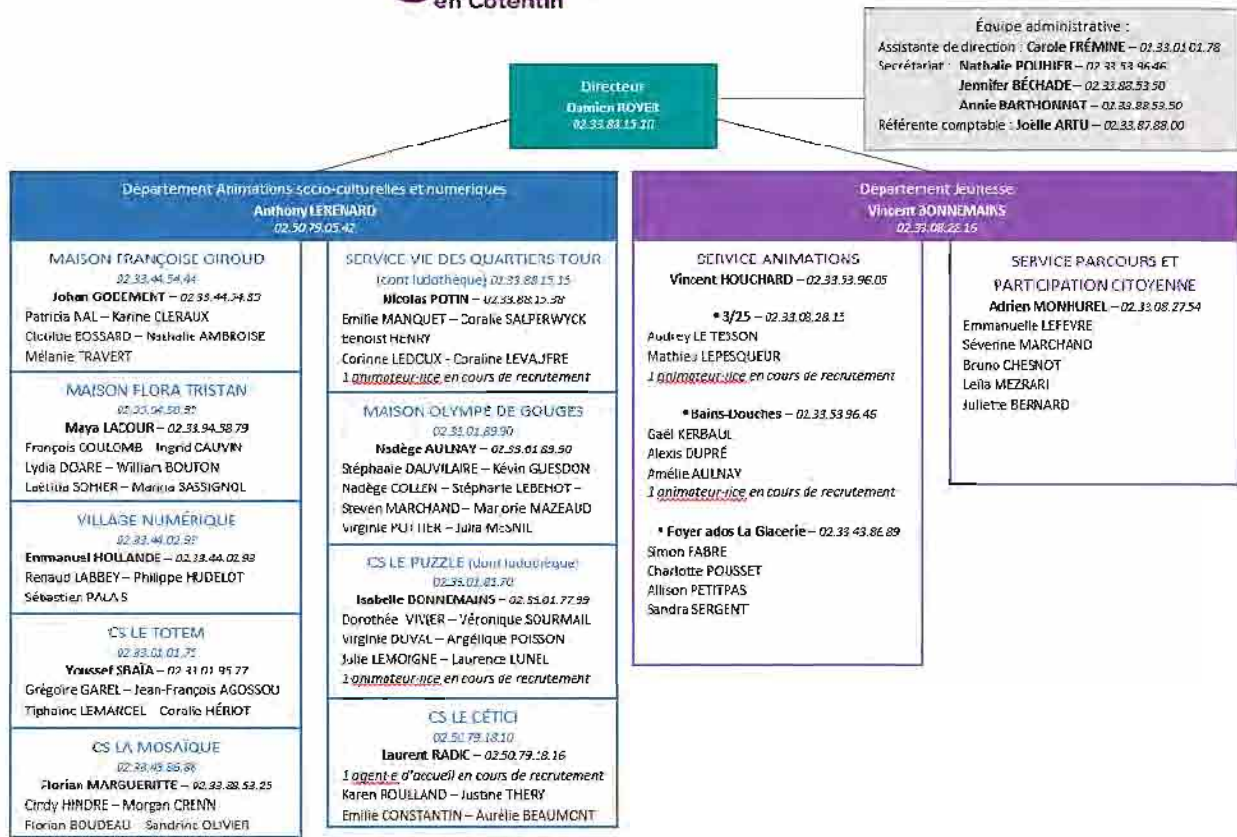 en Cotentin
Équipe administrative :
Assistante de direction : Carole FRÉMINE – 02.33.01.01.78
Secrétariat : Nathalie POUHIER – 02.33.53.96.46
Jennifer BÉCHADE – 02.33.88.53.50
Annie BARTHONNAT – 02.33.88.53.50
Référente comptable : Joëlle ARTU – 02.33.87.88.00
Directeur
Damien ROYER
02.33.88.15.10
Département Animations socio-culturelles et numériques
Anthony LERENARD
02.50.79.05.42
MAISON FRANÇOISE GIROUD
02.33.44.54.44
Johan GODEMENT –
Patricia NAL – Karine CLERAUX
Clotilde FOSSARD – Nathalie AMBROISE
Mélanie TRAVERT
MAISON FLORA TRISTAN
Maya LACOUR – 02.33.94.58.79
François COULOMB Ingrid CAUVIN
Lydia DOARE – William BOUTON
Laëtitia SOHIER – Maricia SASSIGNOL
VILLAGE NUMÉRIQUE
02.33.44.02.93
Emmanuel HOLLANDE – 02.33.44.02.93
Renaud LABBEY – Philippe HUDELOT
Sébastien PALAIS
CS LE TOTEM
02.33.01.01.75
Youssef SBAÏA – 02.33.01.95.77
Grégoire GAREL – Jean-François AGOSSOU
Tiphaine LEMARCEL Coralie HÉRIOT
CS LA MOSAÏQUE
Florian MARGUERITTE – 02.33.88.53.25
Cindy HINDRE – Morgan CRENN
Florian BOUDEAU Sandrine OLIVIER
SERVICE VIE DES QUARTIERS TOUR
(dont ludothèque) 02.33.88.15.15
Nicolas POTIN – 02.33.88.15.38
Emilie MANQUET – Coralie SALPERWYCK
Benoist HENRY
Corinne LEDOUX - Coraline LEVAUFRE
1 animateur·rice en cours de recrutement
MAISON OLYMPE DE GOUGES
02.33.01.89.90
Nadège AULNAY – 02.33.01.89.90
Stéphanie DAUVILAIRE – Kévin GUESDON
Nadège COLLEN – Stéphanie LEBEHOT –
Steven MARCHAND – Marjorie MAZEAUD
Virginie POTTIER – Julia MESNIL
CS LE PUZZLE (dont ludothèque)
02.33.01.81.70
Isabelle BONNEMAINS – 02.33.01.77.99
Dorothée VIVIER – Véronique SOURMAIL
Virginie DUVAL – Angélique POISSON
Julie LEMOIGNE – Laurence LUNEL
1 animateur·rice en cours de recrutement
CS LE CÉTICI
02.50.79.18.10
Laurent RADIC – 02.50.79.18.16
1 agent·e d'accueil en cours de recrutement
Karen ROULLAND – Justine THERY
Emilie CONSTANTIN – Aurélie BEAUMONT
Département Jeunesse
Vincent BONNEMAINS
02.33.08.28.16
SERVICE ANIMATIONS
Vincent HOUCHARD – 02.33.53.96.05
• 3/25 – 02.33.08.28.15
Audrey LE TESSON
Mathieu LEPESQUEUR
1 animateur·rice en cours de recrutement
• Bains-Douches – 02.33.53.96.46
Gaël KERBAUL
Alexis DUPRÉ
Amélie AULNAY
1 animateur·rice en cours de recrutement
• Foyer ados La Glacerie – 02.33.43.86.89
Simon FABRE
Charlotte POUSSET
Allison PETITPAS
Sandra SERGENT
SERVICE PARCOURS ET
PARTICIPATION CITOYENNE
Adrien MONHUREL – 02.33.08.27.54
Emmanuelle LEFEVRE
Séverine MARCHAND
Bruno CHESNOT
Leïla MEZRARI
Juliette BERNARD